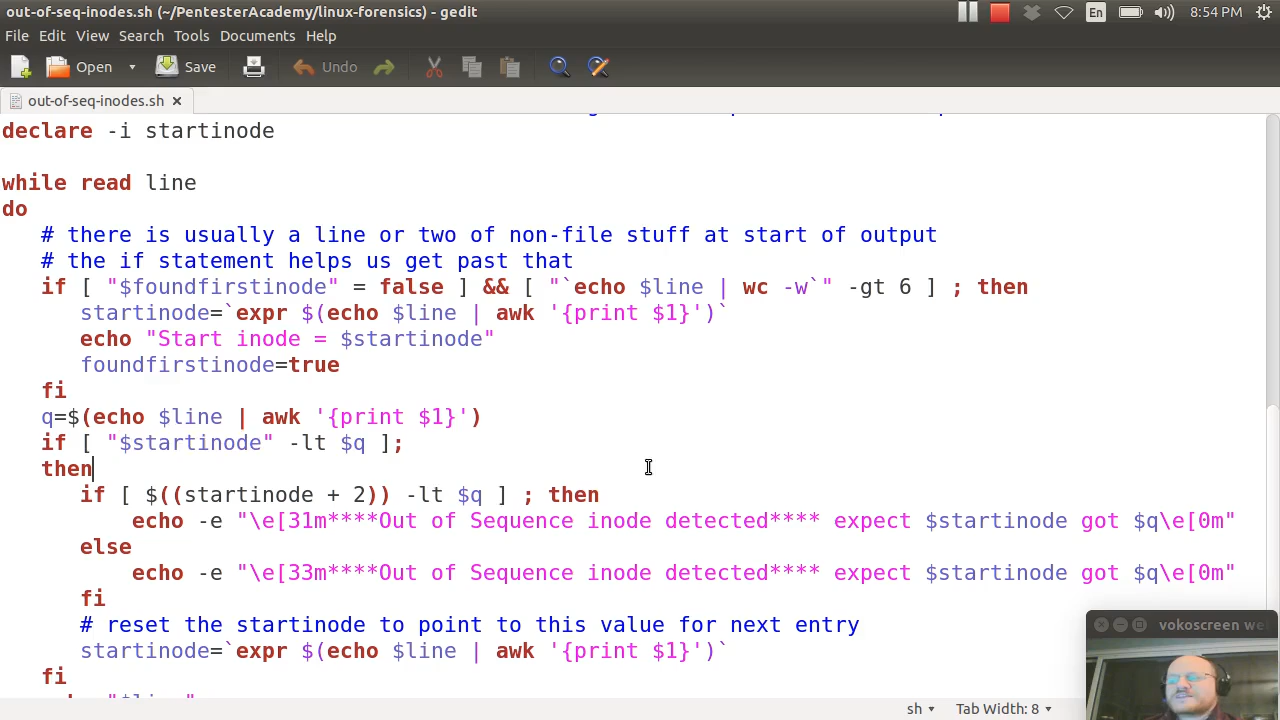 out-of-seq-inodes.sh (~/PentesterAcademy/linux-forensics) - gedit
En
8:54 PM
File Edit View Search Tools Documents Help
Open Save Undo
out-of-seq-inodes.sh ×
declare -i startinode
while read line
do
# there is usually a line or two of non-file stuff at start of output
# the if statement helps us get past that
if [ "$foundfirstinode" = false ] && [ "`echo $line | wc -w`" -gt 6 ] ; then
startinode=`expr $(echo $line | awk '{print $1}')`
echo "Start inode = $startinode"
foundfirstinode=true
fi
q=$(echo $line | awk '{print $1}')
if [ "$startinode" -lt $q ];
then
if [ $((startinode + 2)) -lt $q ] ; then
echo -e "\e[31m****Out of Sequence inode detected**** expect $startinode got $q\e[0m"
else
echo -e "\e[33m****Out of Sequence inode detected**** expect $startinode got $q\e[0m"
fi
# reset the startinode to point to this value for next entry
startinode=`expr $(echo $line | awk '{print $1}')`
fi
vokoscreen we
sh Tab Width: 8